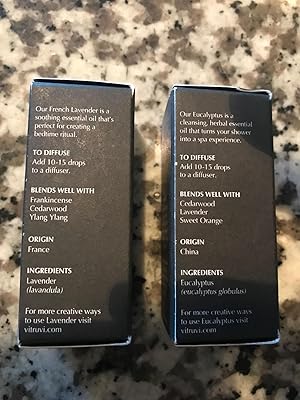 Our French Lavender is a
soothing essential oil that's
perfect for creating a
bedtime ritual.
TO DIFFUSE
Add 10-15 drops
to a diffuser.
BLENDS WELL WITH
Frankincense
Cedarwood
Ylang Ylang
ORIGIN
France
INGREDIENTS
Lavender
(lavandula)
For more creative ways
to use Lavender visit
vitruvi.com
Our Eucalyptus is a
cleansing, herbal essential
oil that turns your shower
into a spa experience.
TO DIFFUSE
Add 10-15 drops
to a diffuser.
BLENDS WELL WITH
Cedarwood
Lavender
Sweet Orange
ORIGIN
China
INGREDIENTS
Eucalyptus
(eucalyptus globulus)
For more creative ways
to use Eucalyptus visit
vitruvi.com